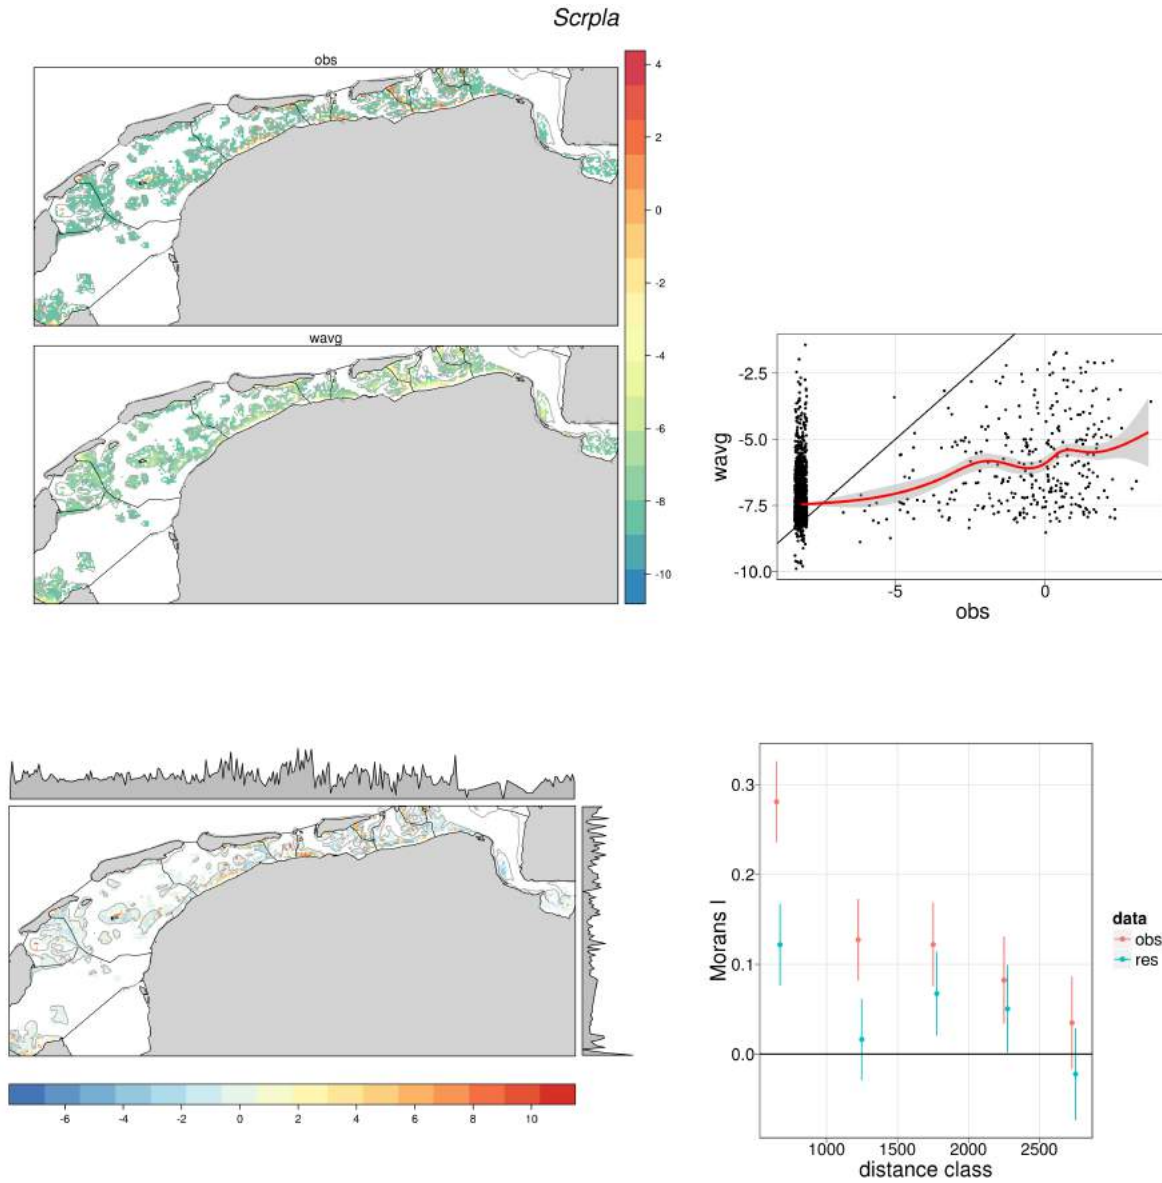 Scrpla
obs
4
2
0
-2
-4
-6
-8
-10
wavg
wavg
-2.5
-5.0
-7.5
-10.0
-5 0
obs
-6 -4 -2 0 2 4 6 8 10
Morans I
0.3
0.2
0.1
0.0
1000 1500 2000 2500
distance class
data
obs
res